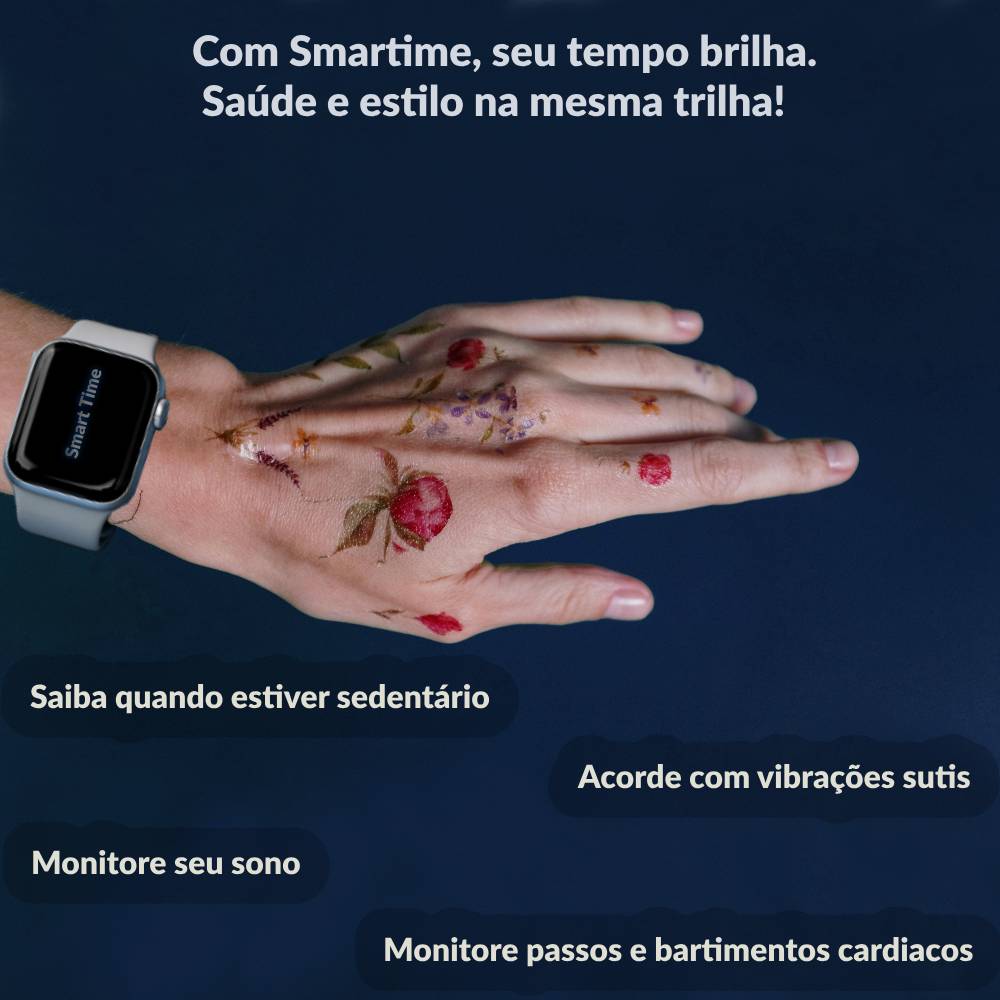 Com Smartime, seu tempo brilha.
Saúde e estilo na mesma trilha!
Smart Time
Saiba quando estiver sedentário
Acorde com vibrações sutis
Monitore seu sono
Monitore passos e bartimentos cardiacos